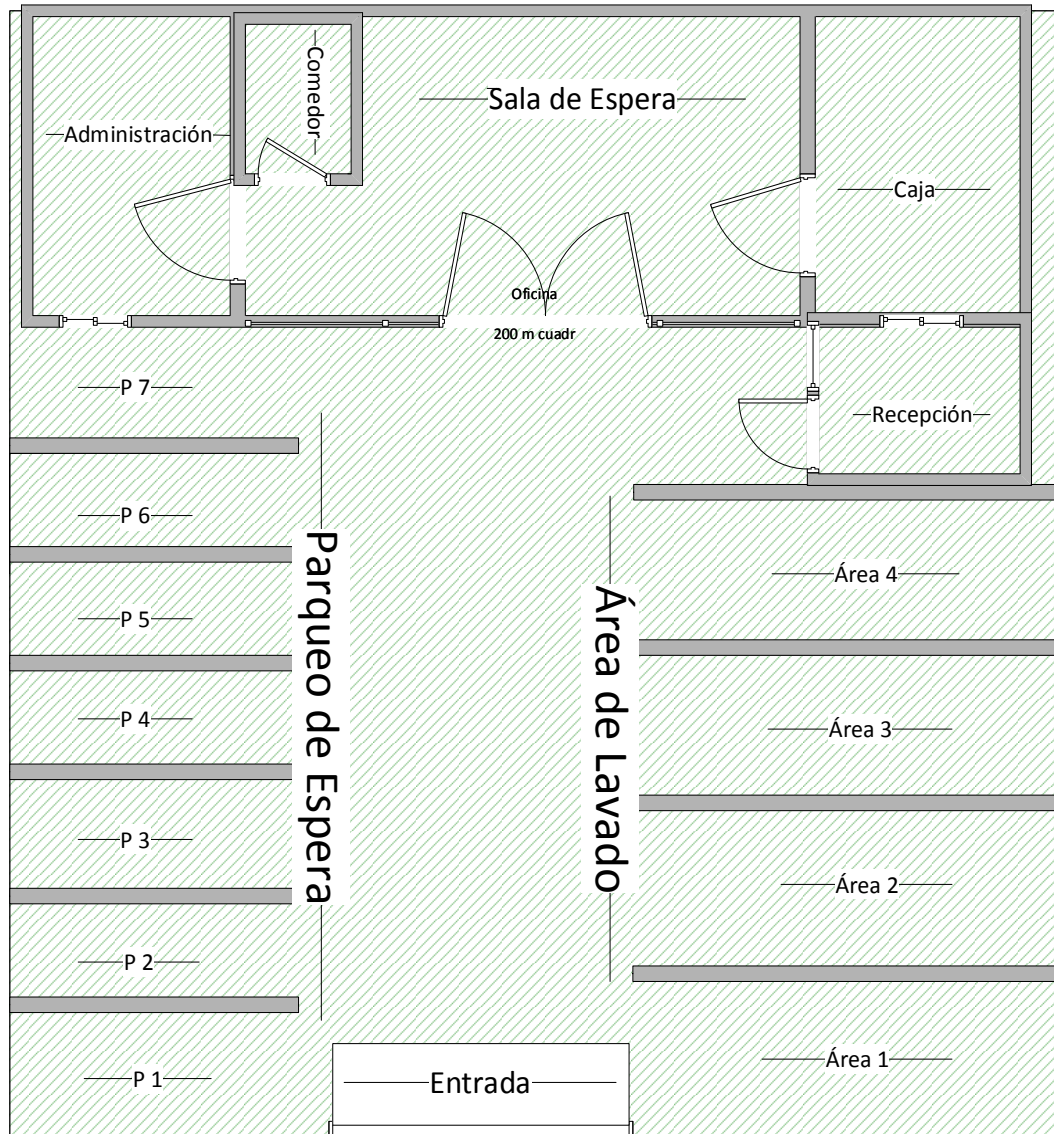 Comedor
Sala de Espera
Administración
Caja
Oficina
200 m cuadr
P 7
Recepción
P 6
Área 4
P 5
Parqueo de Espera
Área de Lavado
P 4
Área 3
P 3
Área 2
P 2
Área 1
P 1
Entrada